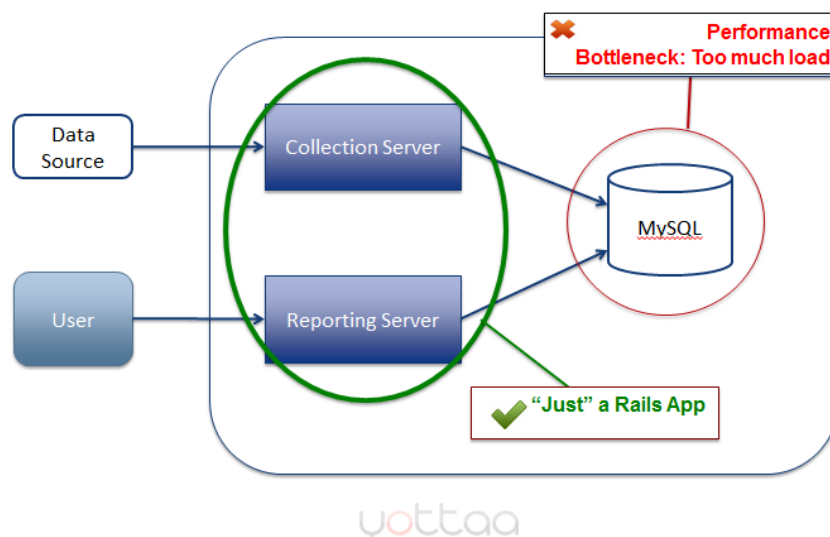 Performance
Bottleneck: Too much load
Data
Source
Collection Server
MySQL
User
Reporting Server
“Just” a Rails App
yottaa